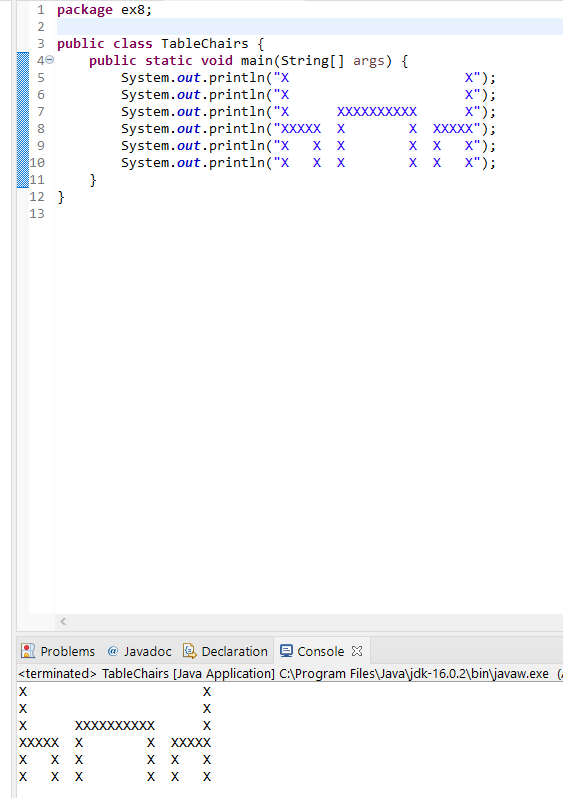 1 package ex8;
2
3 public class TableChairs {
4     public static void main(String[] args) {
5         System.out.println("X                      X");
6         System.out.println("X                      X");
7         System.out.println("X      XXXXXXXXXX      X");
8         System.out.println("XXXXX  X        X  XXXXX");
9         System.out.println("X   X  X        X  X   X");
10         System.out.println("X   X  X        X  X   X");
11     }
12 }
13
Problems @ Javadoc Declaration Console
<terminated> TableChairs [Java Application] C:\Program Files\Java\jdk-16.0.2\bin\javaw.exe (
X                      X
X                      X
X      XXXXXXXXXX      X
XXXXX  X        X  XXXXX
X   X  X        X  X   X
X   X  X        X  X   X